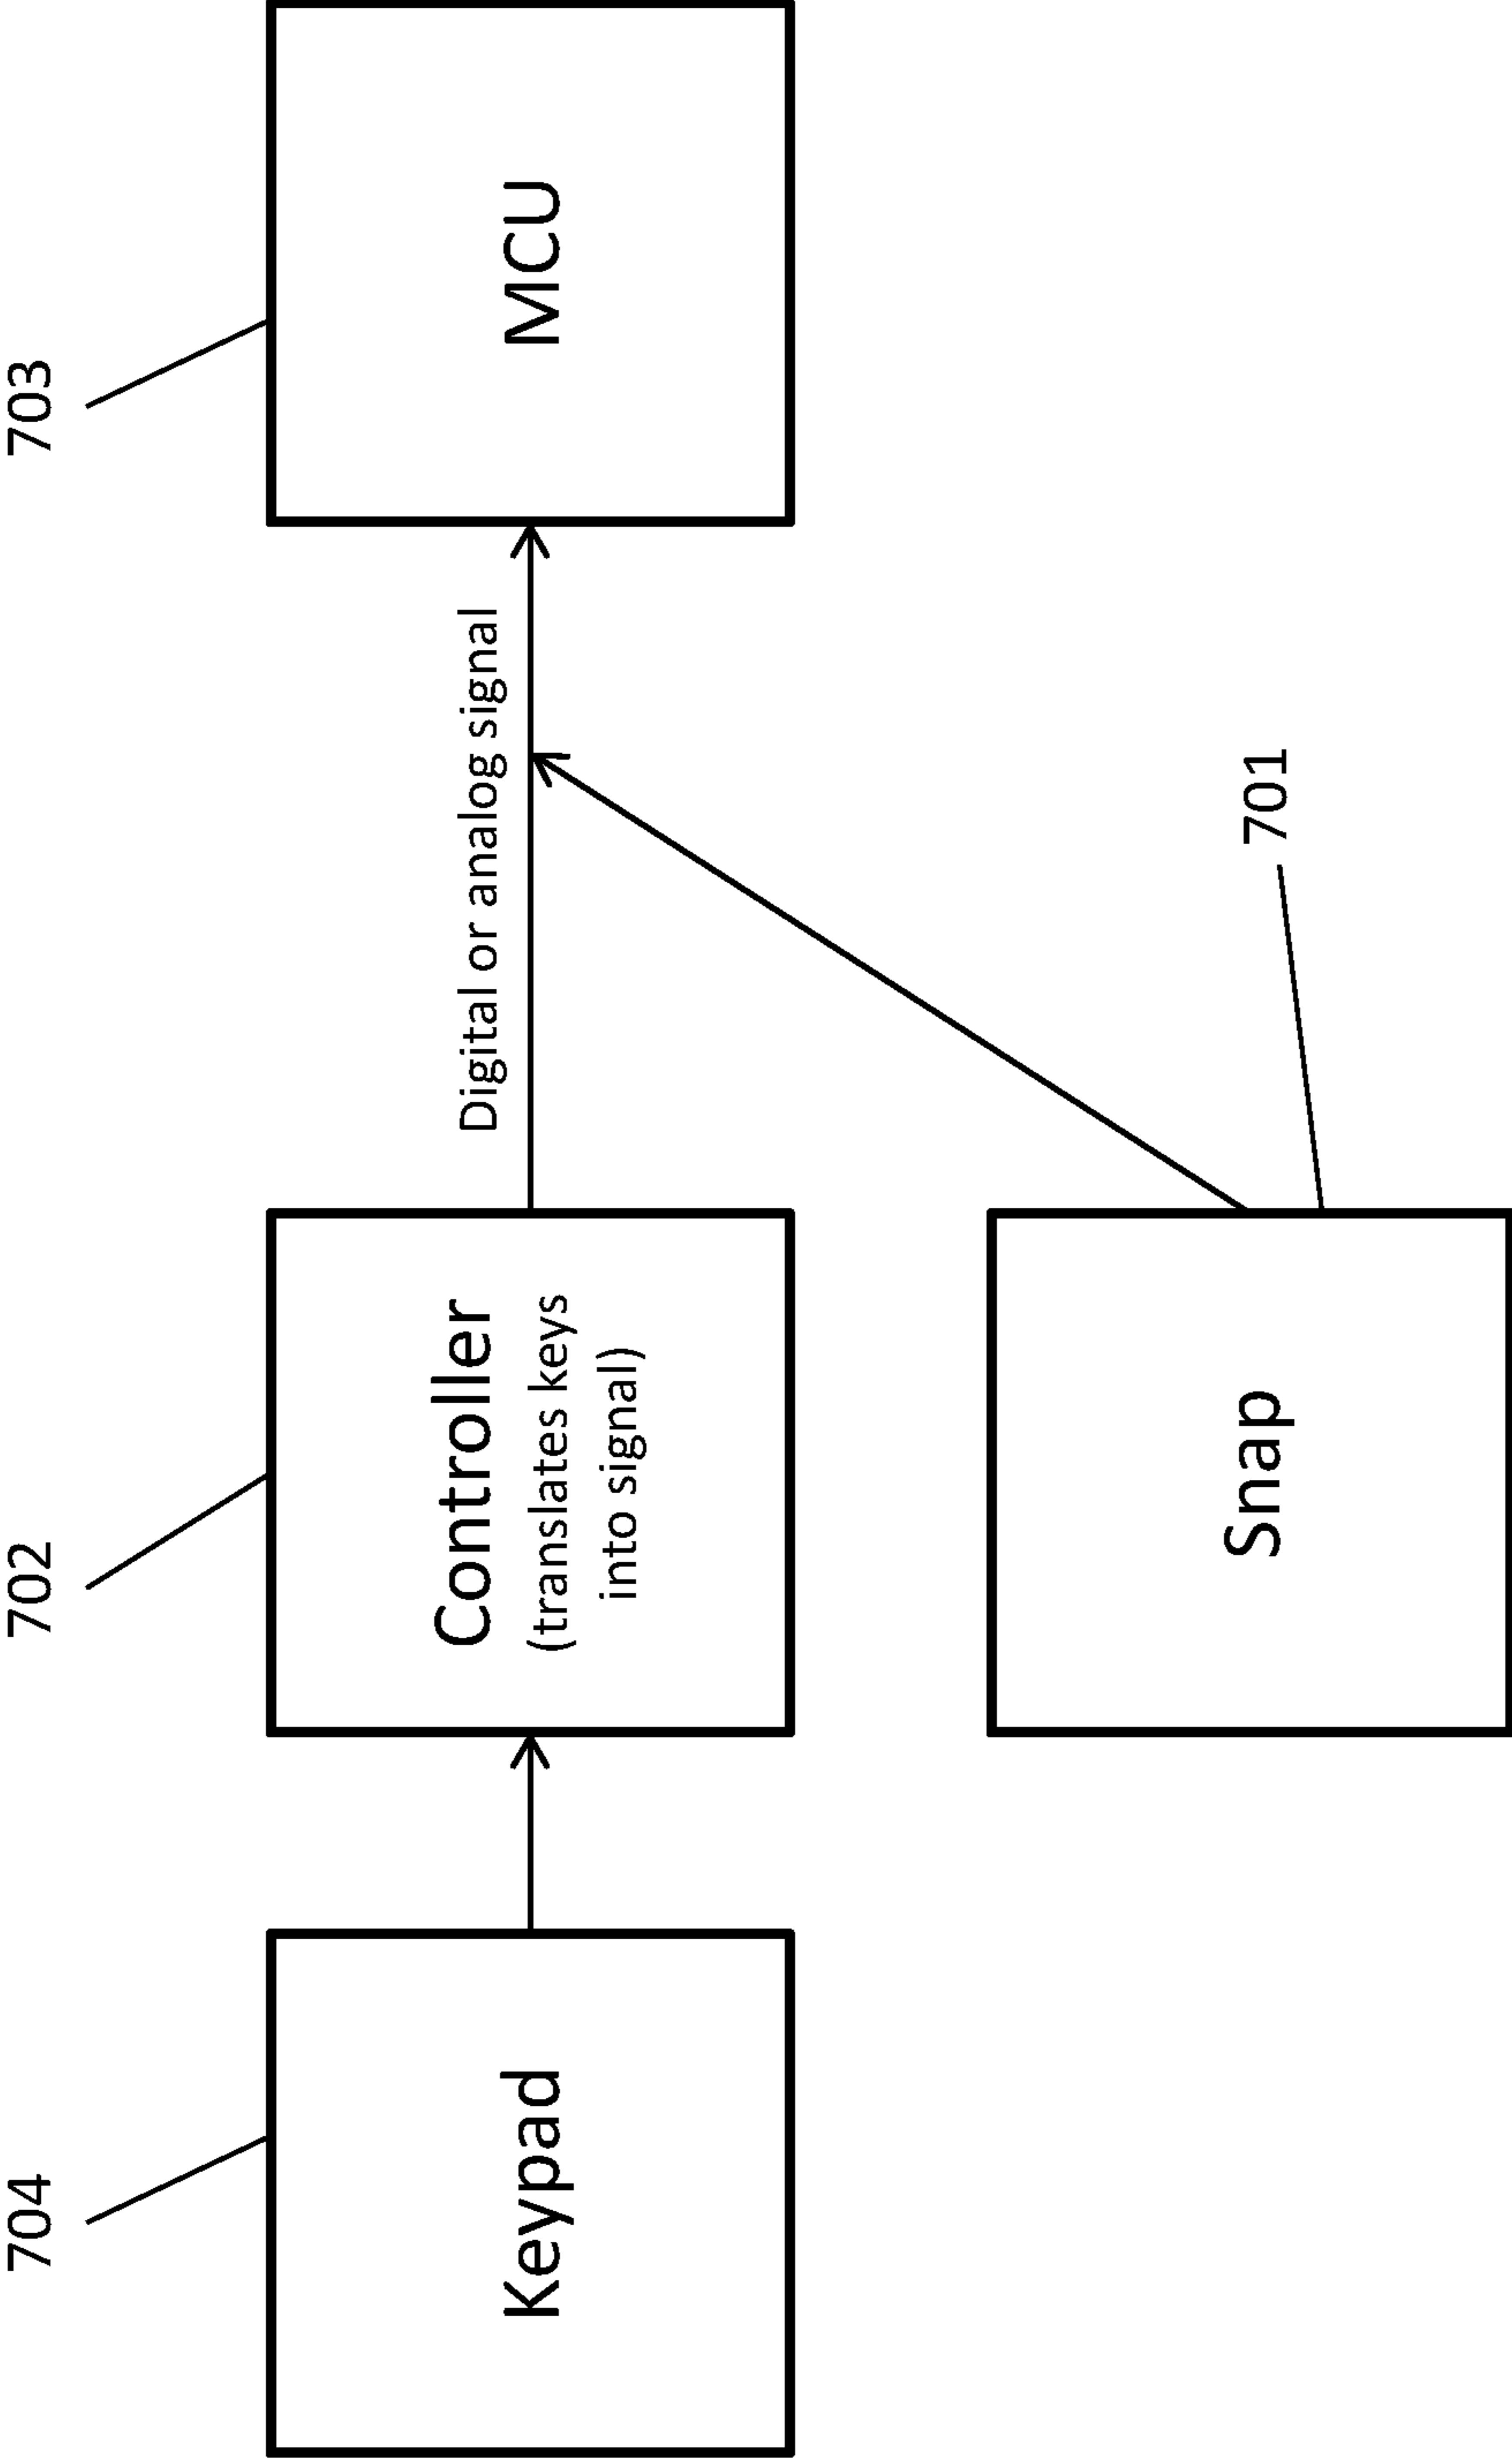 704
702
703
Keypad
Controller
(translates keys
into signal)
Digital or analog signal
MCU
Snap
701